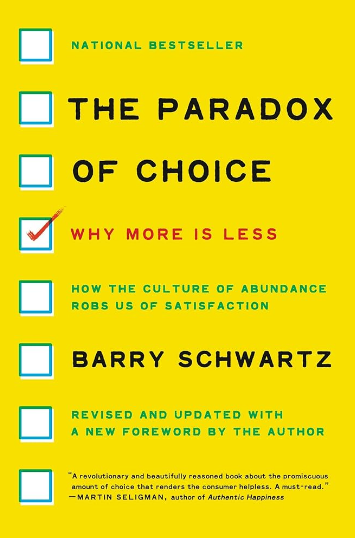 NATIONAL BESTSELLER
THE PARADOX
OF CHOICE
WHY MORE IS LESS
HOW THE CULTURE OF ABUNDANCE
ROBS US OF SATISFACTION
BARRY SCHWARTZ
REVISED AND UPDATED WITH
A NEW FOREWORD BY THE AUTHOR
"A revolutionary and beautifully reasoned book about the promiscuous
amount of choice that renders the consumer helpless. A must-read."
—MARTIN SELIGMAN, author of Authentic Happiness